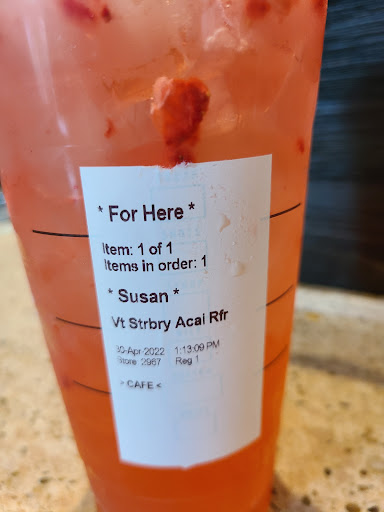 * For Here *
Item: 1 of 1
Items in order: 1
* Susan *
Vt Strbry Acai Rfr
30-Apr-2022 1:13:09 PM
Store 2967 Reg 1
> CAFE <